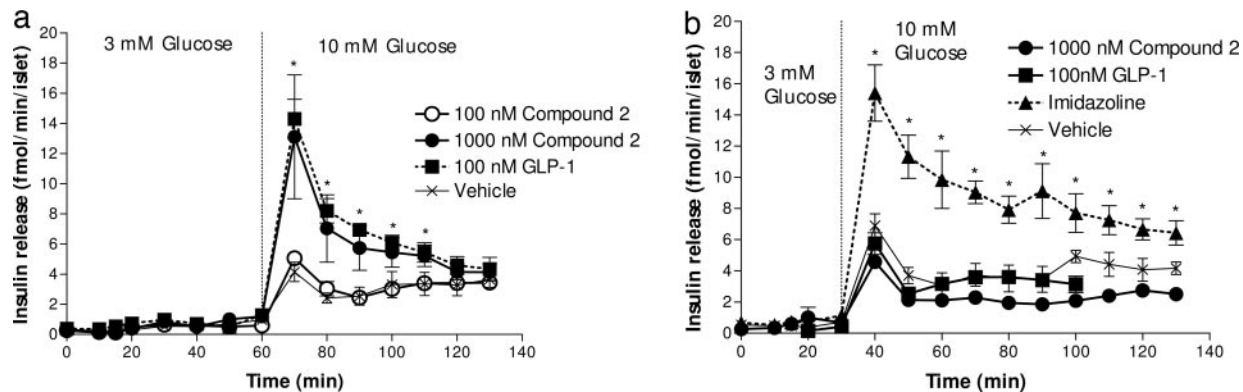 a
Insulin release (fmol/min/islet)
20
18
16
14
12
10
8
6
4
2
0
3 mM Glucose
10 mM Glucose
*
*
*
*
*
100 nM Compound 2
1000 nM Compound 2
100 nM GLP-1
Vehicle
0
20
40
60
80
100
120
140
Time (min)
b
Insulin release (fmol/min/islet)
20
18
16
14
12
10
8
6
4
2
0
3 mM
Glucose
10 mM
Glucose
*
*
*
*
*
*
*
*
*
*
1000 nM Compound 2
100nM GLP-1
Imidazoline
Vehicle
0
20
40
60
80
100
120
140
Time (min)